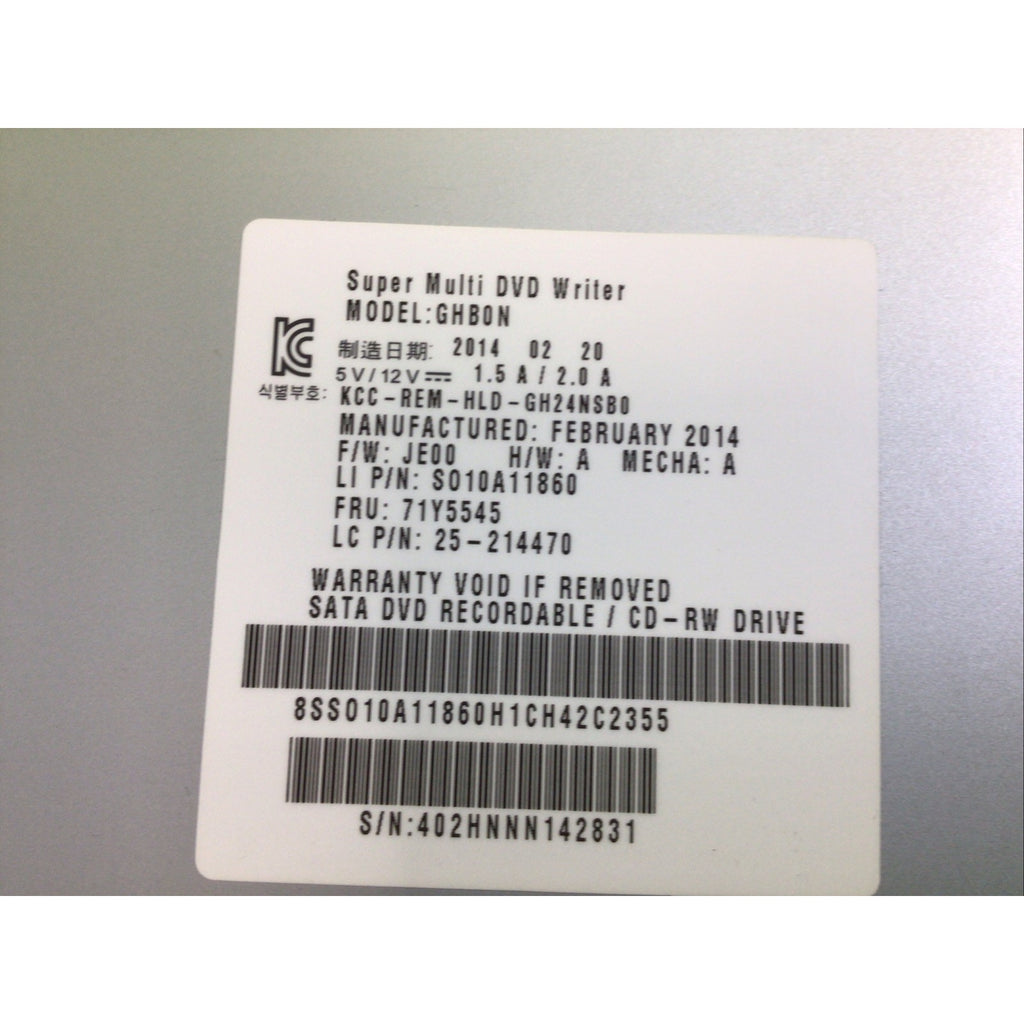 Super Multi DVD Writer
MODEL:GHB0N
制造日期: 2014 02 20
5V/12V⎓ 1.5 A / 2.0 A
식별부호: KCC-REM-HLD-GH24NSB0
MANUFACTURED: FEBRUARY 2014
F/W: JE00 H/W: A MECHA: A
LI P/N: SO10A11860
FRU: 71Y5545
LC P/N: 25-214470
WARRANTY VOID IF REMOVED
SATA DVD RECORDABLE / CD-RW DRIVE
8SSO10A11860H1CH42C2355
S/N:402HNNN142831